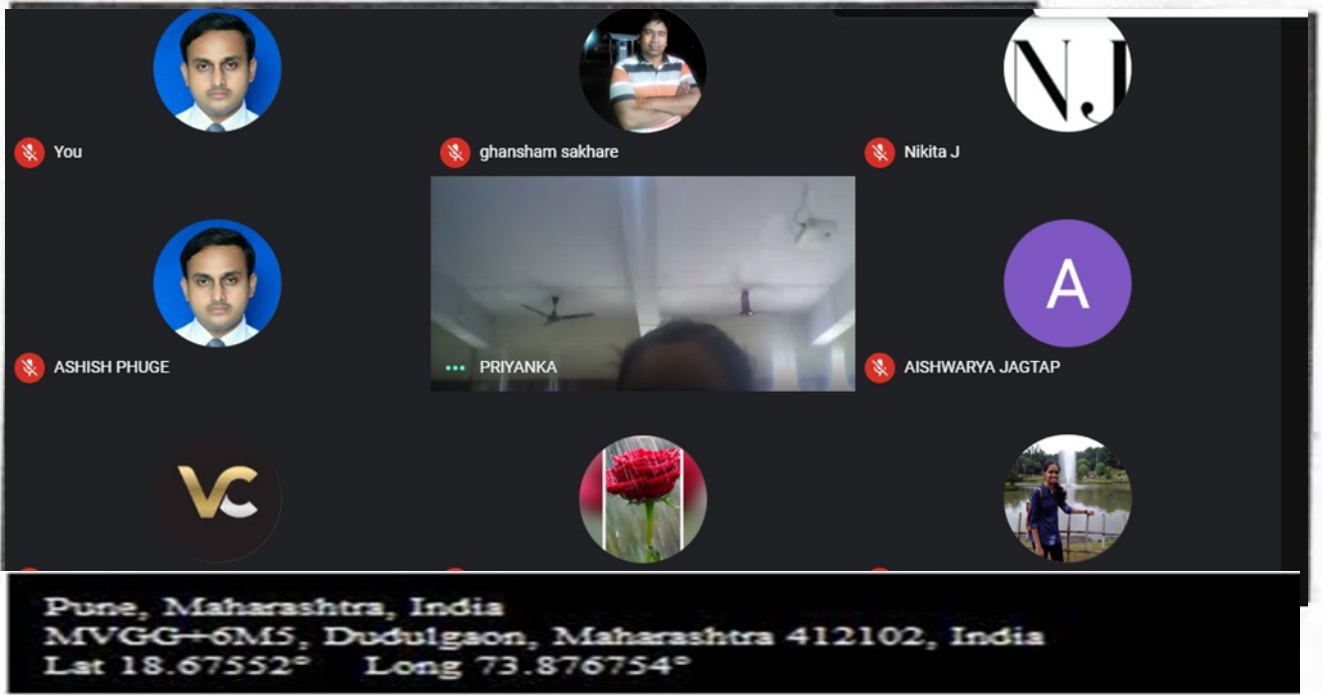 NJ
You
ghansham sakhare
Nikita J
A
ASHISH PHUGE
PRIYANKA
AISHWARYA JAGTAP
VC
Pune, Maharashtra, India
MVGG+6M5, Dudulgaon, Maharashtra 412102, India
Lat 18.67552° Long 73.876754°